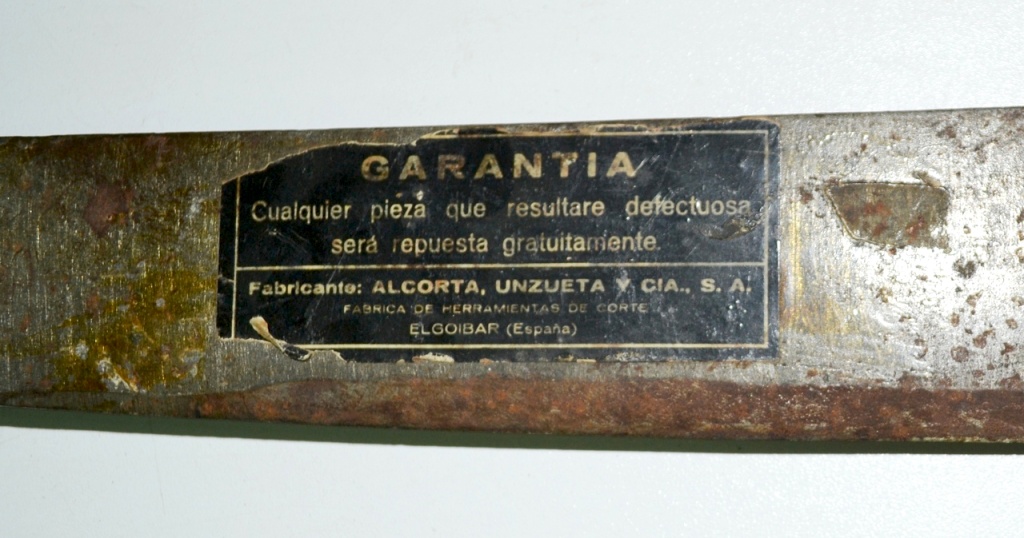 GARANTIA
Cualquier pieza que resultare defectuosa
será repuesta gratuitamente.
Fabricante: ALCORTA, UNZUETA Y CIA., S. A.
FABRICA DE HERRAMIENTAS DE CORTE
ELGOIBAR (España)